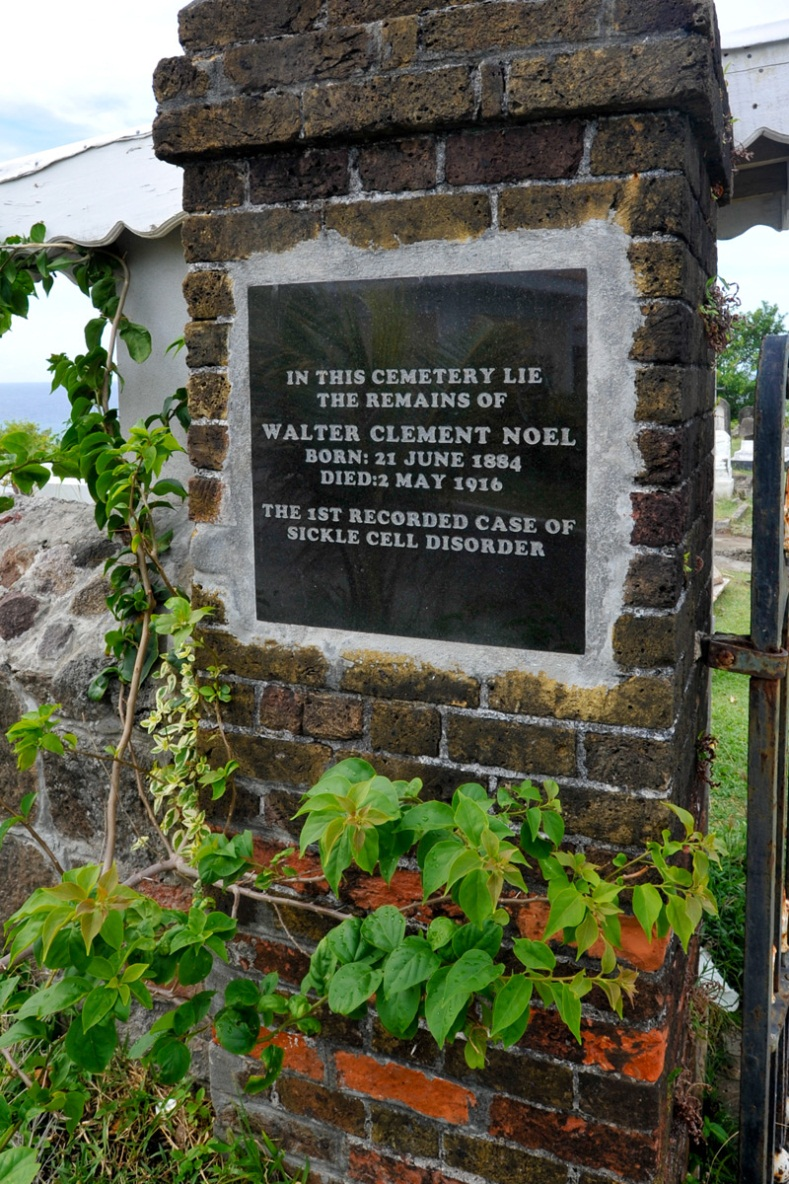 IN THIS CEMETERY LIE
THE REMAINS OF
WALTER CLEMENT NOEL
BORN: 21 JUNE 1884
DIED:2 MAY 1916
THE 1ST RECORDED CASE OF
SICKLE CELL DISORDER